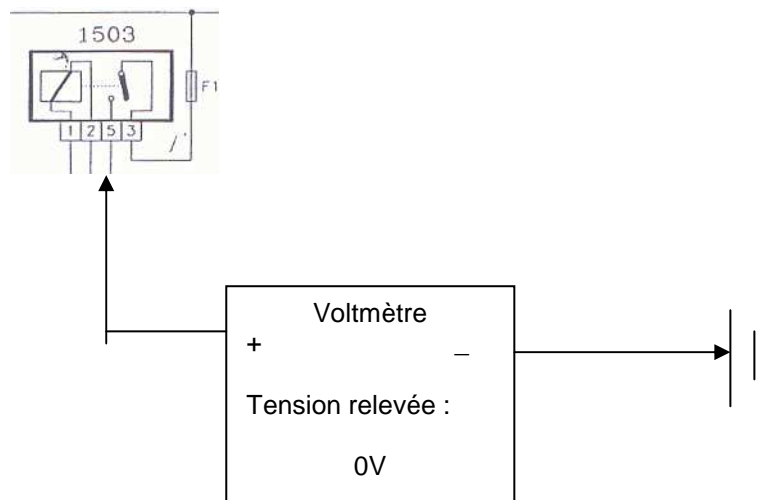 1503
F1
1 2 5 3
Voltmètre
+ _
Tension relevée :
0V